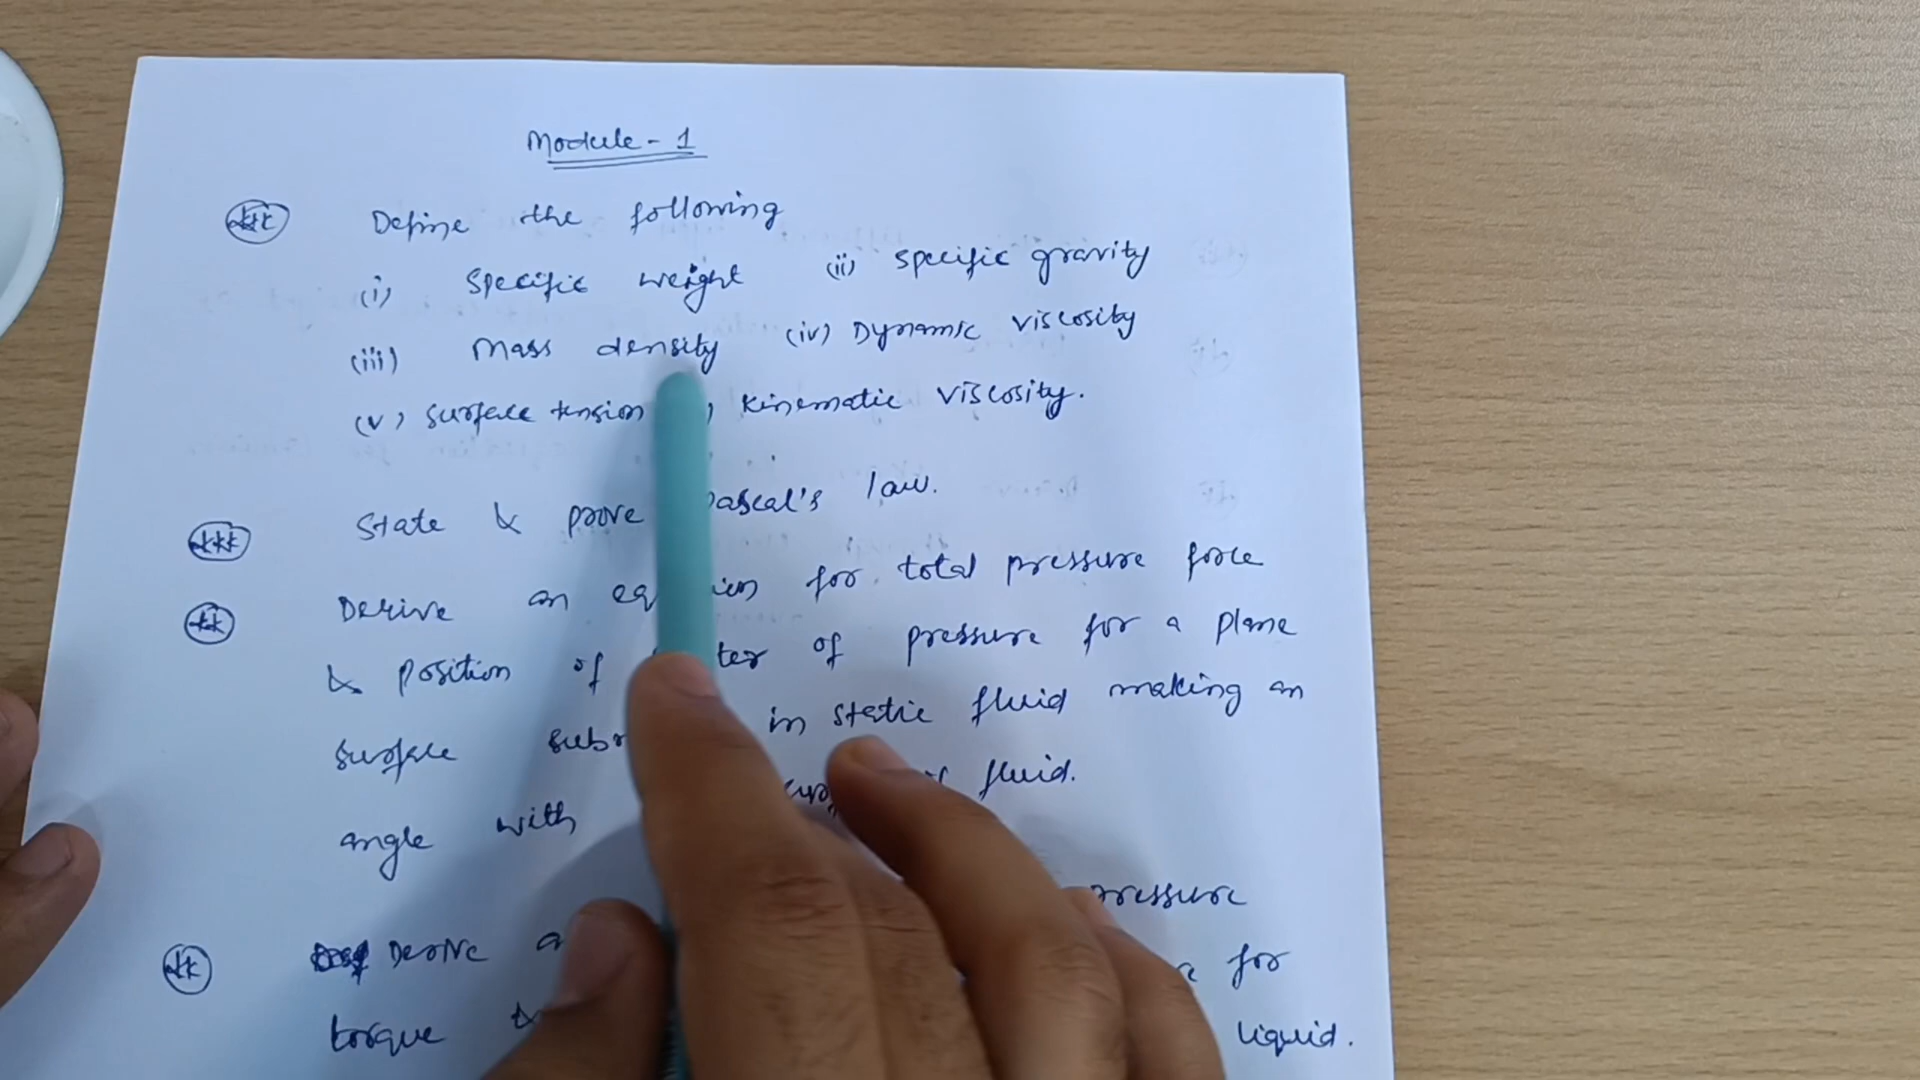 Module - 1
Define the following
(i) Specific weight (ii) specific gravity
(iii) Mass density (iv) Dynamic viscosity
(v) surface tension kinematic viscosity.
State & prove Pascal's law.
Derive an for total pressure force
& position of of pressure for a plane
surface in static fluid making an
angle with fluid.
Derive pressure
for
torque & liquid.